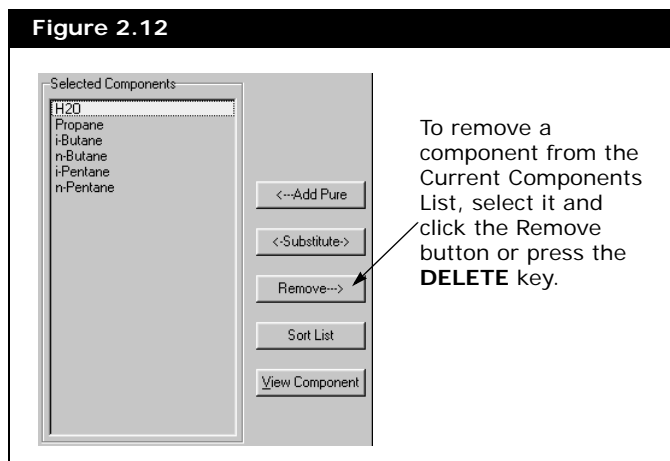 Figure 2.12
Selected Components
H2O
Propane
i-Butane
n-Butane
i-Pentane
n-Pentane
<---Add Pure
<-Substitute->
Remove--->
Sort List
View Component
To remove a
component from the
Current Components
List, select it and
click the Remove
button or press the
DELETE key.